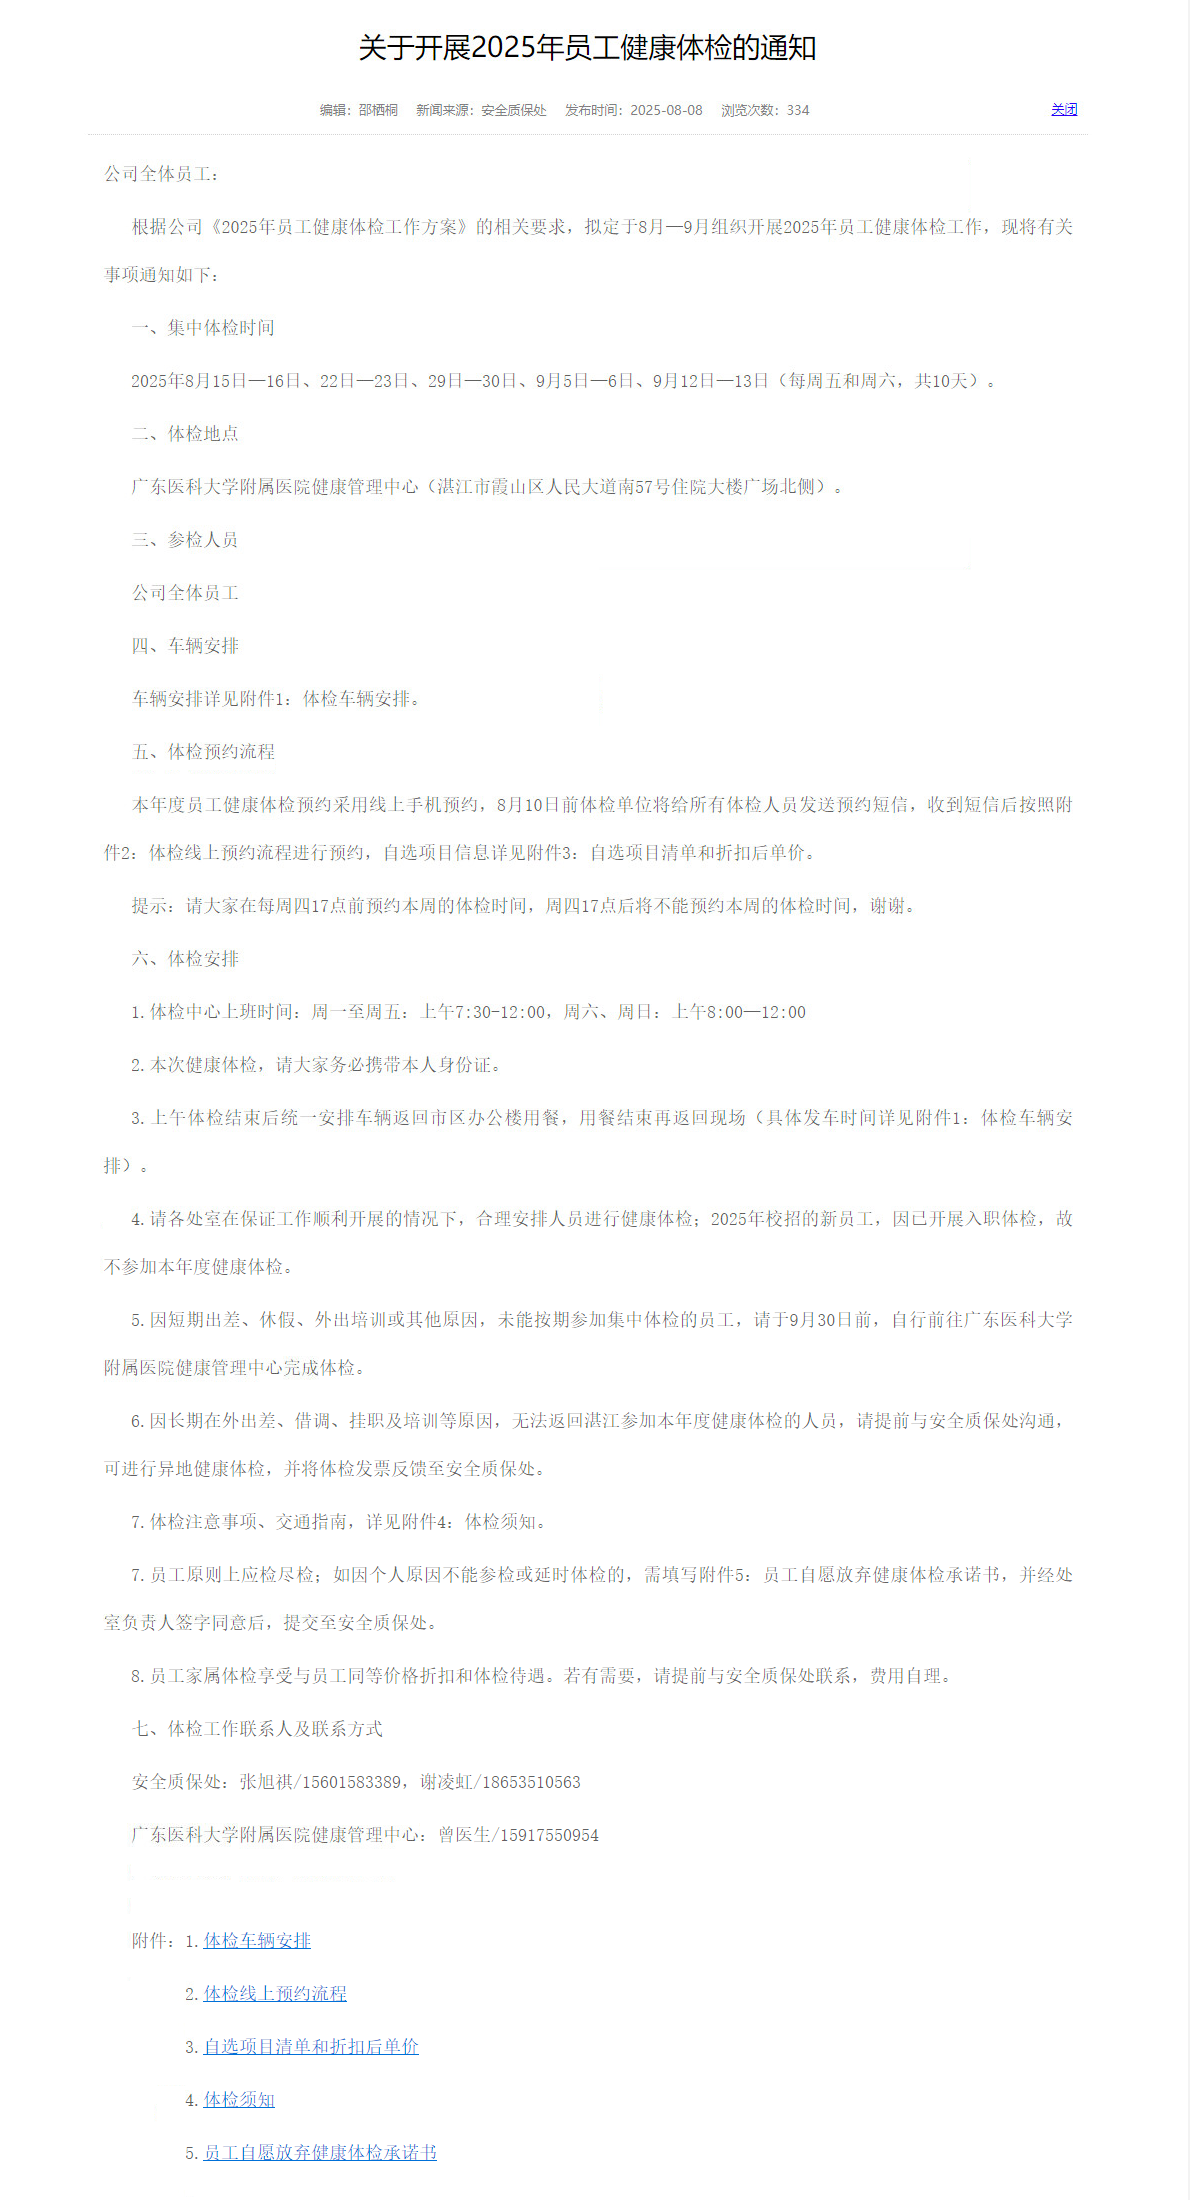 关于开展2025年员工健康体检的通知
编辑：邵栖桐 新闻来源：安全质保处 发布时间：2025-08-08 浏览次数：334 关闭
公司全体员工：
根据公司《2025年员工健康体检工作方案》的相关要求，拟定于8月—9月组织开展2025年员工健康体检工作，现将有关
事项通知如下：
一、集中体检时间
2025年8月15日—16日、22日—23日、29日—30日、9月5日—6日、9月12日—13日（每周五和周六，共10天）。
二、体检地点
广东医科大学附属医院健康管理中心（湛江市霞山区人民大道南57号住院大楼广场北侧）。
三、参检人员
公司全体员工
四、车辆安排
车辆安排详见附件1：体检车辆安排。
五、体检预约流程
本年度员工健康体检预约采用线上手机预约，8月10日前体检单位将给所有体检人员发送预约短信，收到短信后按照附
件2：体检线上预约流程进行预约，自选项目信息详见附件3：自选项目清单和折扣后单价。
提示：请大家在每周四17点前预约本周的体检时间，周四17点后将不能预约本周的体检时间，谢谢。
六、体检安排
1.体检中心上班时间：周一至周五：上午7:30-12:00，周六、周日：上午8:00—12:00
2.本次健康体检，请大家务必携带本人身份证。
3.上午体检结束后统一安排车辆返回市区办公楼用餐，用餐结束再返回现场（具体发车时间详见附件1：体检车辆安
排）。
4.请各处室在保证工作顺利开展的情况下，合理安排人员进行健康体检；2025年校招的新员工，因已开展入职体检，故
不参加本年度健康体检。
5.因短期出差、休假、外出培训或其他原因，未能按期参加集中体检的员工，请于9月30日前，自行前往广东医科大学
附属医院健康管理中心完成体检。
6.因长期在外出差、借调、挂职及培训等原因，无法返回湛江参加本年度健康体检的人员，请提前与安全质保处沟通，
可进行异地健康体检，并将体检发票反馈至安全质保处。
7.体检注意事项、交通指南，详见附件4：体检须知。
7.员工原则上应检尽检；如因个人原因不能参检或延时体检的，需填写附件5：员工自愿放弃健康体检承诺书，并经处
室负责人签字同意后，提交至安全质保处。
8.员工家属体检享受与员工同等价格折扣和体检待遇。若有需要，请提前与安全质保处联系，费用自理。
七、体检工作联系人及联系方式
安全质保处：张旭祺/15601583389，谢凌虹/18653510563
广东医科大学附属医院健康管理中心：曾医生/15917550954
附件：1.体检车辆安排
2.体检线上预约流程
3.自选项目清单和折扣后单价
4.体检须知
5.员工自愿放弃健康体检承诺书